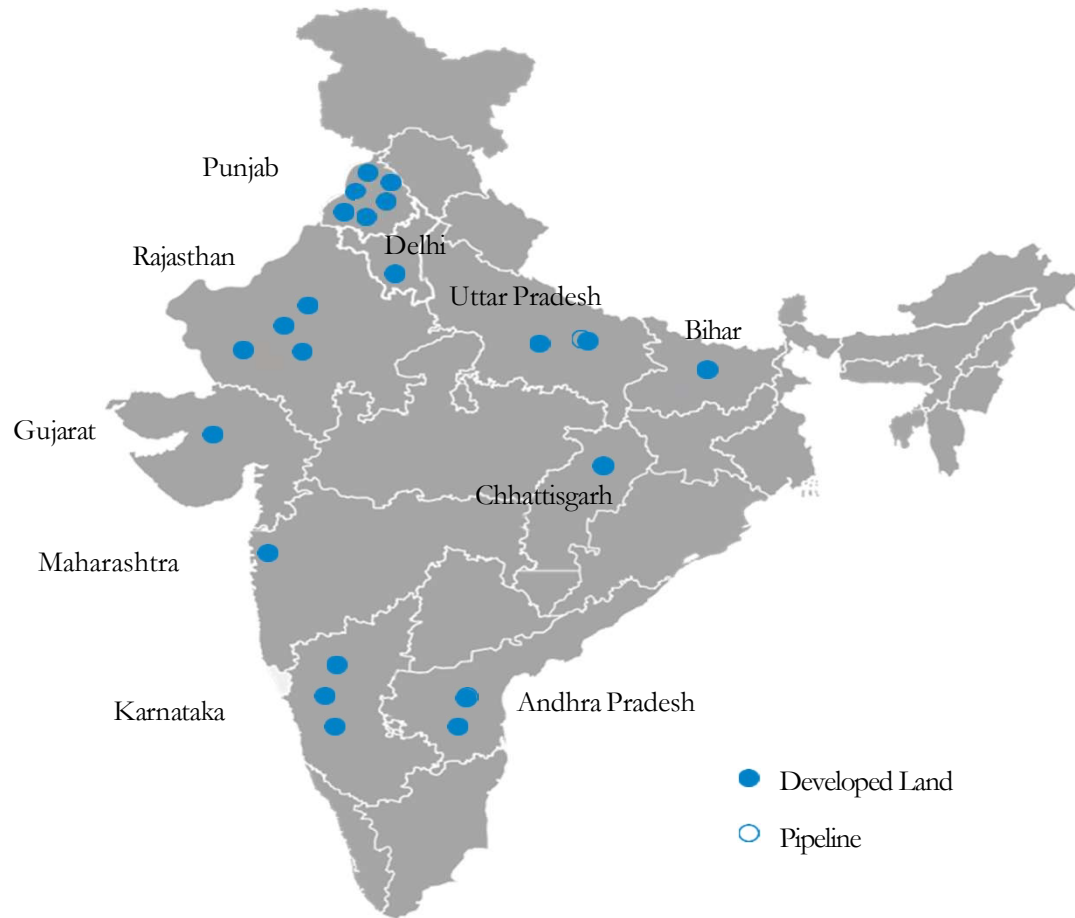 Punjab
Delhi
Rajasthan
Uttar Pradesh
Bihar
Gujarat
Chhattisgarh
Maharashtra
Andhra Pradesh
Karnataka
Developed Land
Pipeline